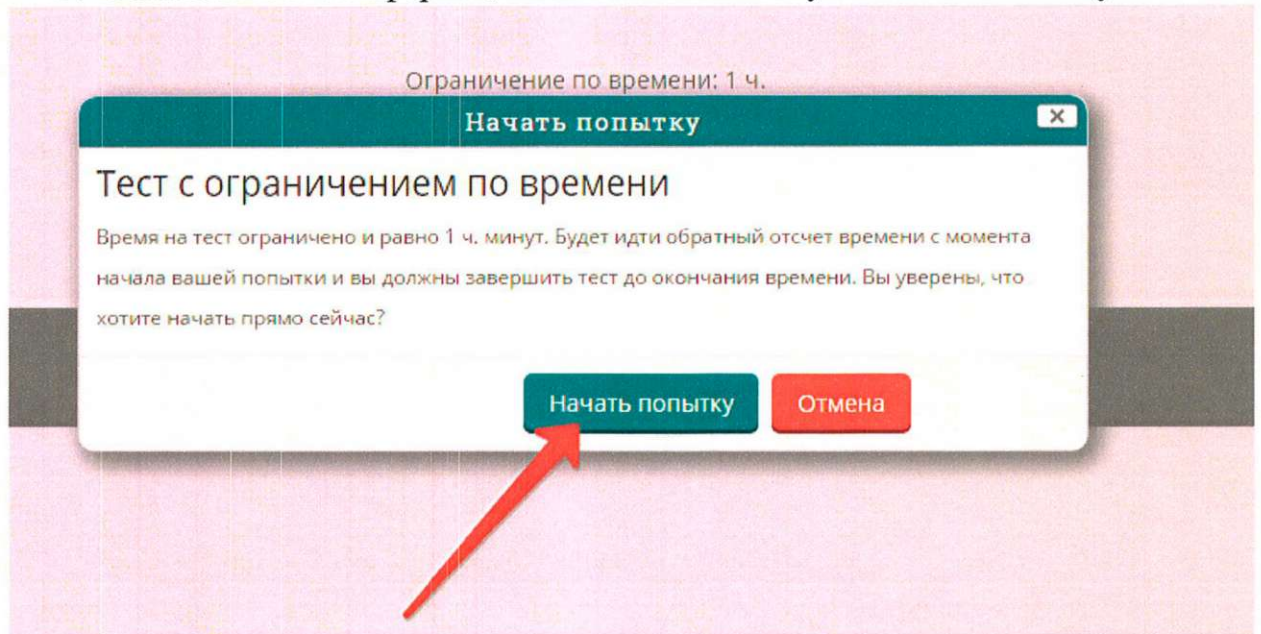 Ограничение по времени: 1 ч.
Начать попытку
Тест с ограничением по времени
Время на тест ограничено и равно 1 ч. минут. Будет идти обратный отсчет времени с момента
начала вашей попытки и вы должны завершить тест до окончания времени. Вы уверены, что
хотите начать прямо сейчас?
Начать попытку Отмена